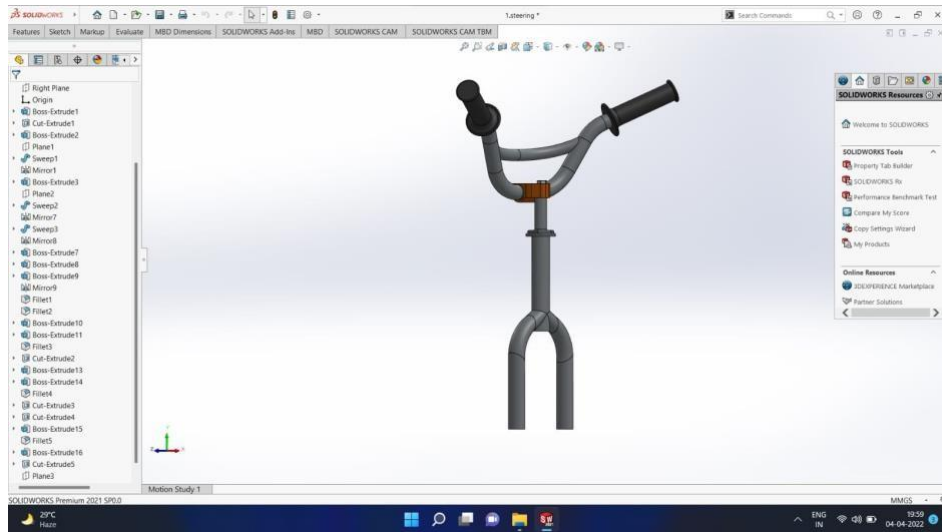 SOLIDWORKS
1.steering *
Search Commands
Features Sketch Markup Evaluate MBD Dimensions SOLIDWORKS Add-Ins MBD SOLIDWORKS CAM SOLIDWORKS CAM TBM
Right Plane
Origin
Boss-Extrude1
Cut-Extrude1
Boss-Extrude2
Plane1
Sweep1
Mirror1
Boss-Extrude3
Plane2
Sweep2
Mirror7
Sweep3
Mirror8
Boss-Extrude7
Boss-Extrude8
Boss-Extrude9
Mirror9
Fillet1
Fillet2
Boss-Extrude10
Boss-Extrude11
Fillet3
Cut-Extrude2
Boss-Extrude13
Boss-Extrude14
Fillet4
Cut-Extrude3
Cut-Extrude4
Boss-Extrude15
Fillet5
Boss-Extrude16
Cut-Extrude5
Plane3
SOLIDWORKS Resources
Welcome to SOLIDWORKS
SOLIDWORKS Tools
Property Tab Builder
SOLIDWORKS Rx
Performance Benchmark Test
Compare My Score
Copy Settings Wizard
My Products
Online Resources
3DEXPERIENCE Marketplace
Partner Solutions
Z X
Motion Study 1
SOLIDWORKS Premium 2021 SP0.0
MMGS
29°C
Haze
ENG
IN
19:59
04-04-2022